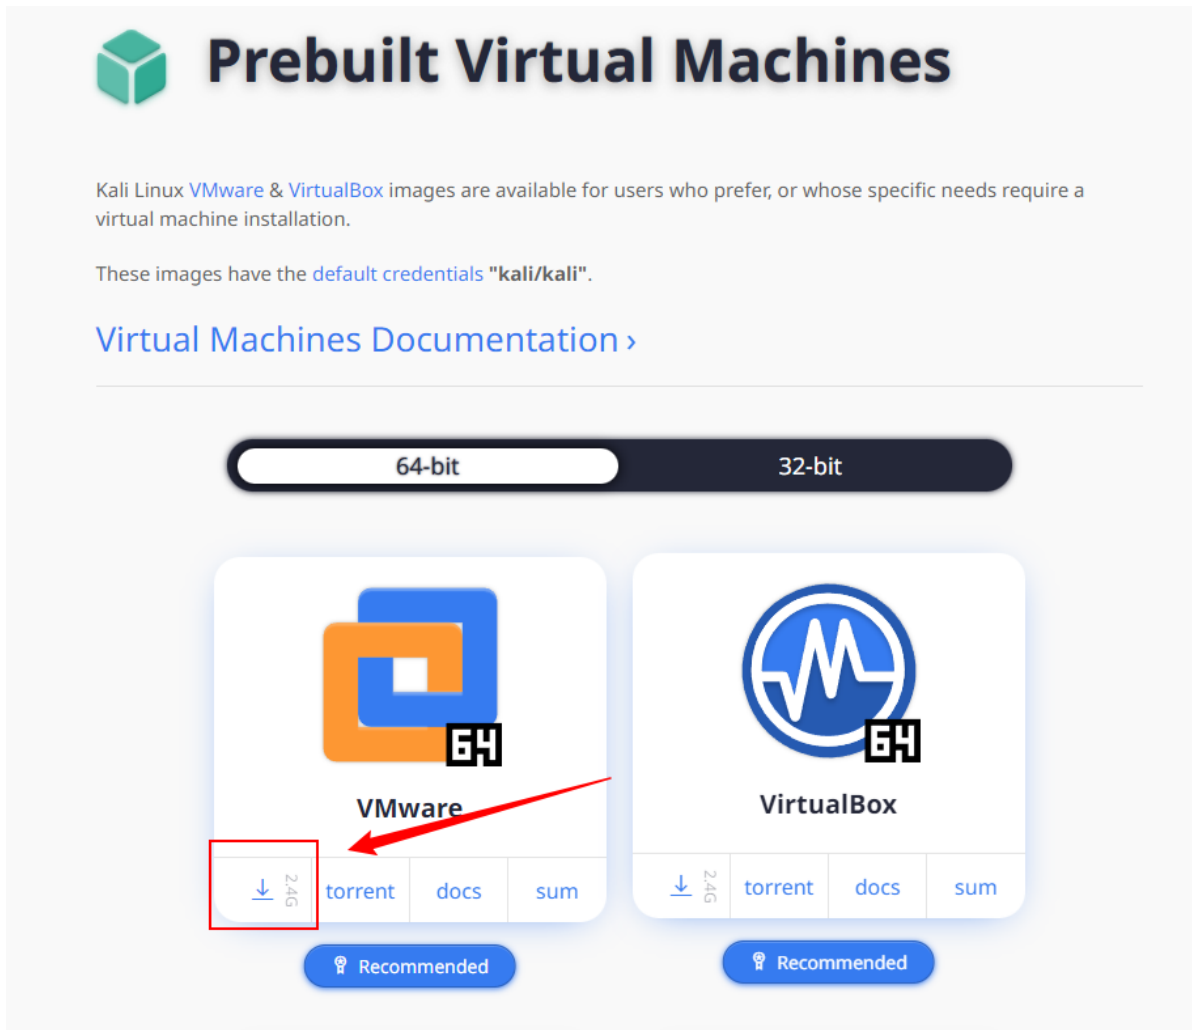 Prebuilt Virtual Machines
Kali Linux VMware & VirtualBox images are available for users who prefer, or whose specific needs require a
virtual machine installation.
These images have the default credentials "kali/kali".
Virtual Machines Documentation ›
64-bit 32-bit
64 64
VMware VirtualBox
2.4G torrent docs sum 2.4G torrent docs sum
Recommended Recommended